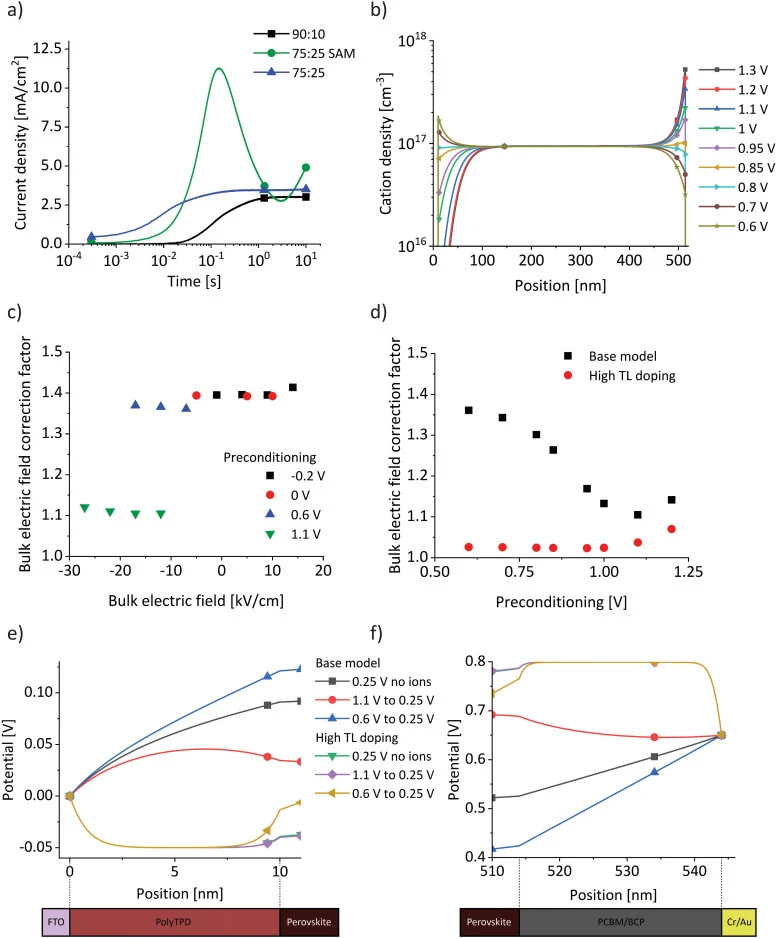 a)
90:10
75:25 SAM
75:25
Current density [mA/cm²]
12.5
10.0
7.5
5.0
2.5
0.0
10⁻⁴ 10⁻³ 10⁻² 10⁻¹ 10⁰ 10¹
Time [s]
b)
Cation density [cm⁻³]
10¹⁸
10¹⁷
10¹⁶
0 100 200 300 400 500
Position [nm]
1.3 V
1.2 V
1.1 V
1 V
0.95 V
0.85 V
0.8 V
0.7 V
0.6 V
c)
Bulk electric field correction factor
1.5
1.4
1.3
1.2
1.1
1.0
-30 -20 -10 0 10 20
Bulk electric field [kV/cm]
Preconditioning
-0.2 V
0 V
0.6 V
1.1 V
d)
Bulk electric field correction factor
1.5
1.4
1.3
1.2
1.1
1.0
0.50 0.75 1.00 1.25
Preconditioning [V]
Base model
High TL doping
e)
Potential [V]
0.10
0.05
0.00
-0.05
0 5 10
Position [nm]
Base model
0.25 V no ions
1.1 V to 0.25 V
0.6 V to 0.25 V
High TL doping
0.25 V no ions
1.1 V to 0.25 V
0.6 V to 0.25 V
FTO PolyTPD Perovskite
f)
Potential [V]
0.8
0.7
0.6
0.5
0.4
510 520 530 540
Position [nm]
Perovskite PCBM/BCP Cr/Au